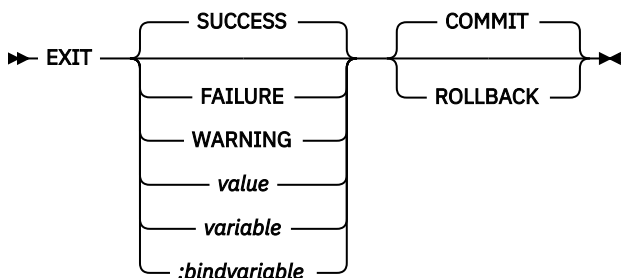 SUCCESS COMMIT
EXIT
FAILURE ROLLBACK
WARNING
value
variable
:bindvariable